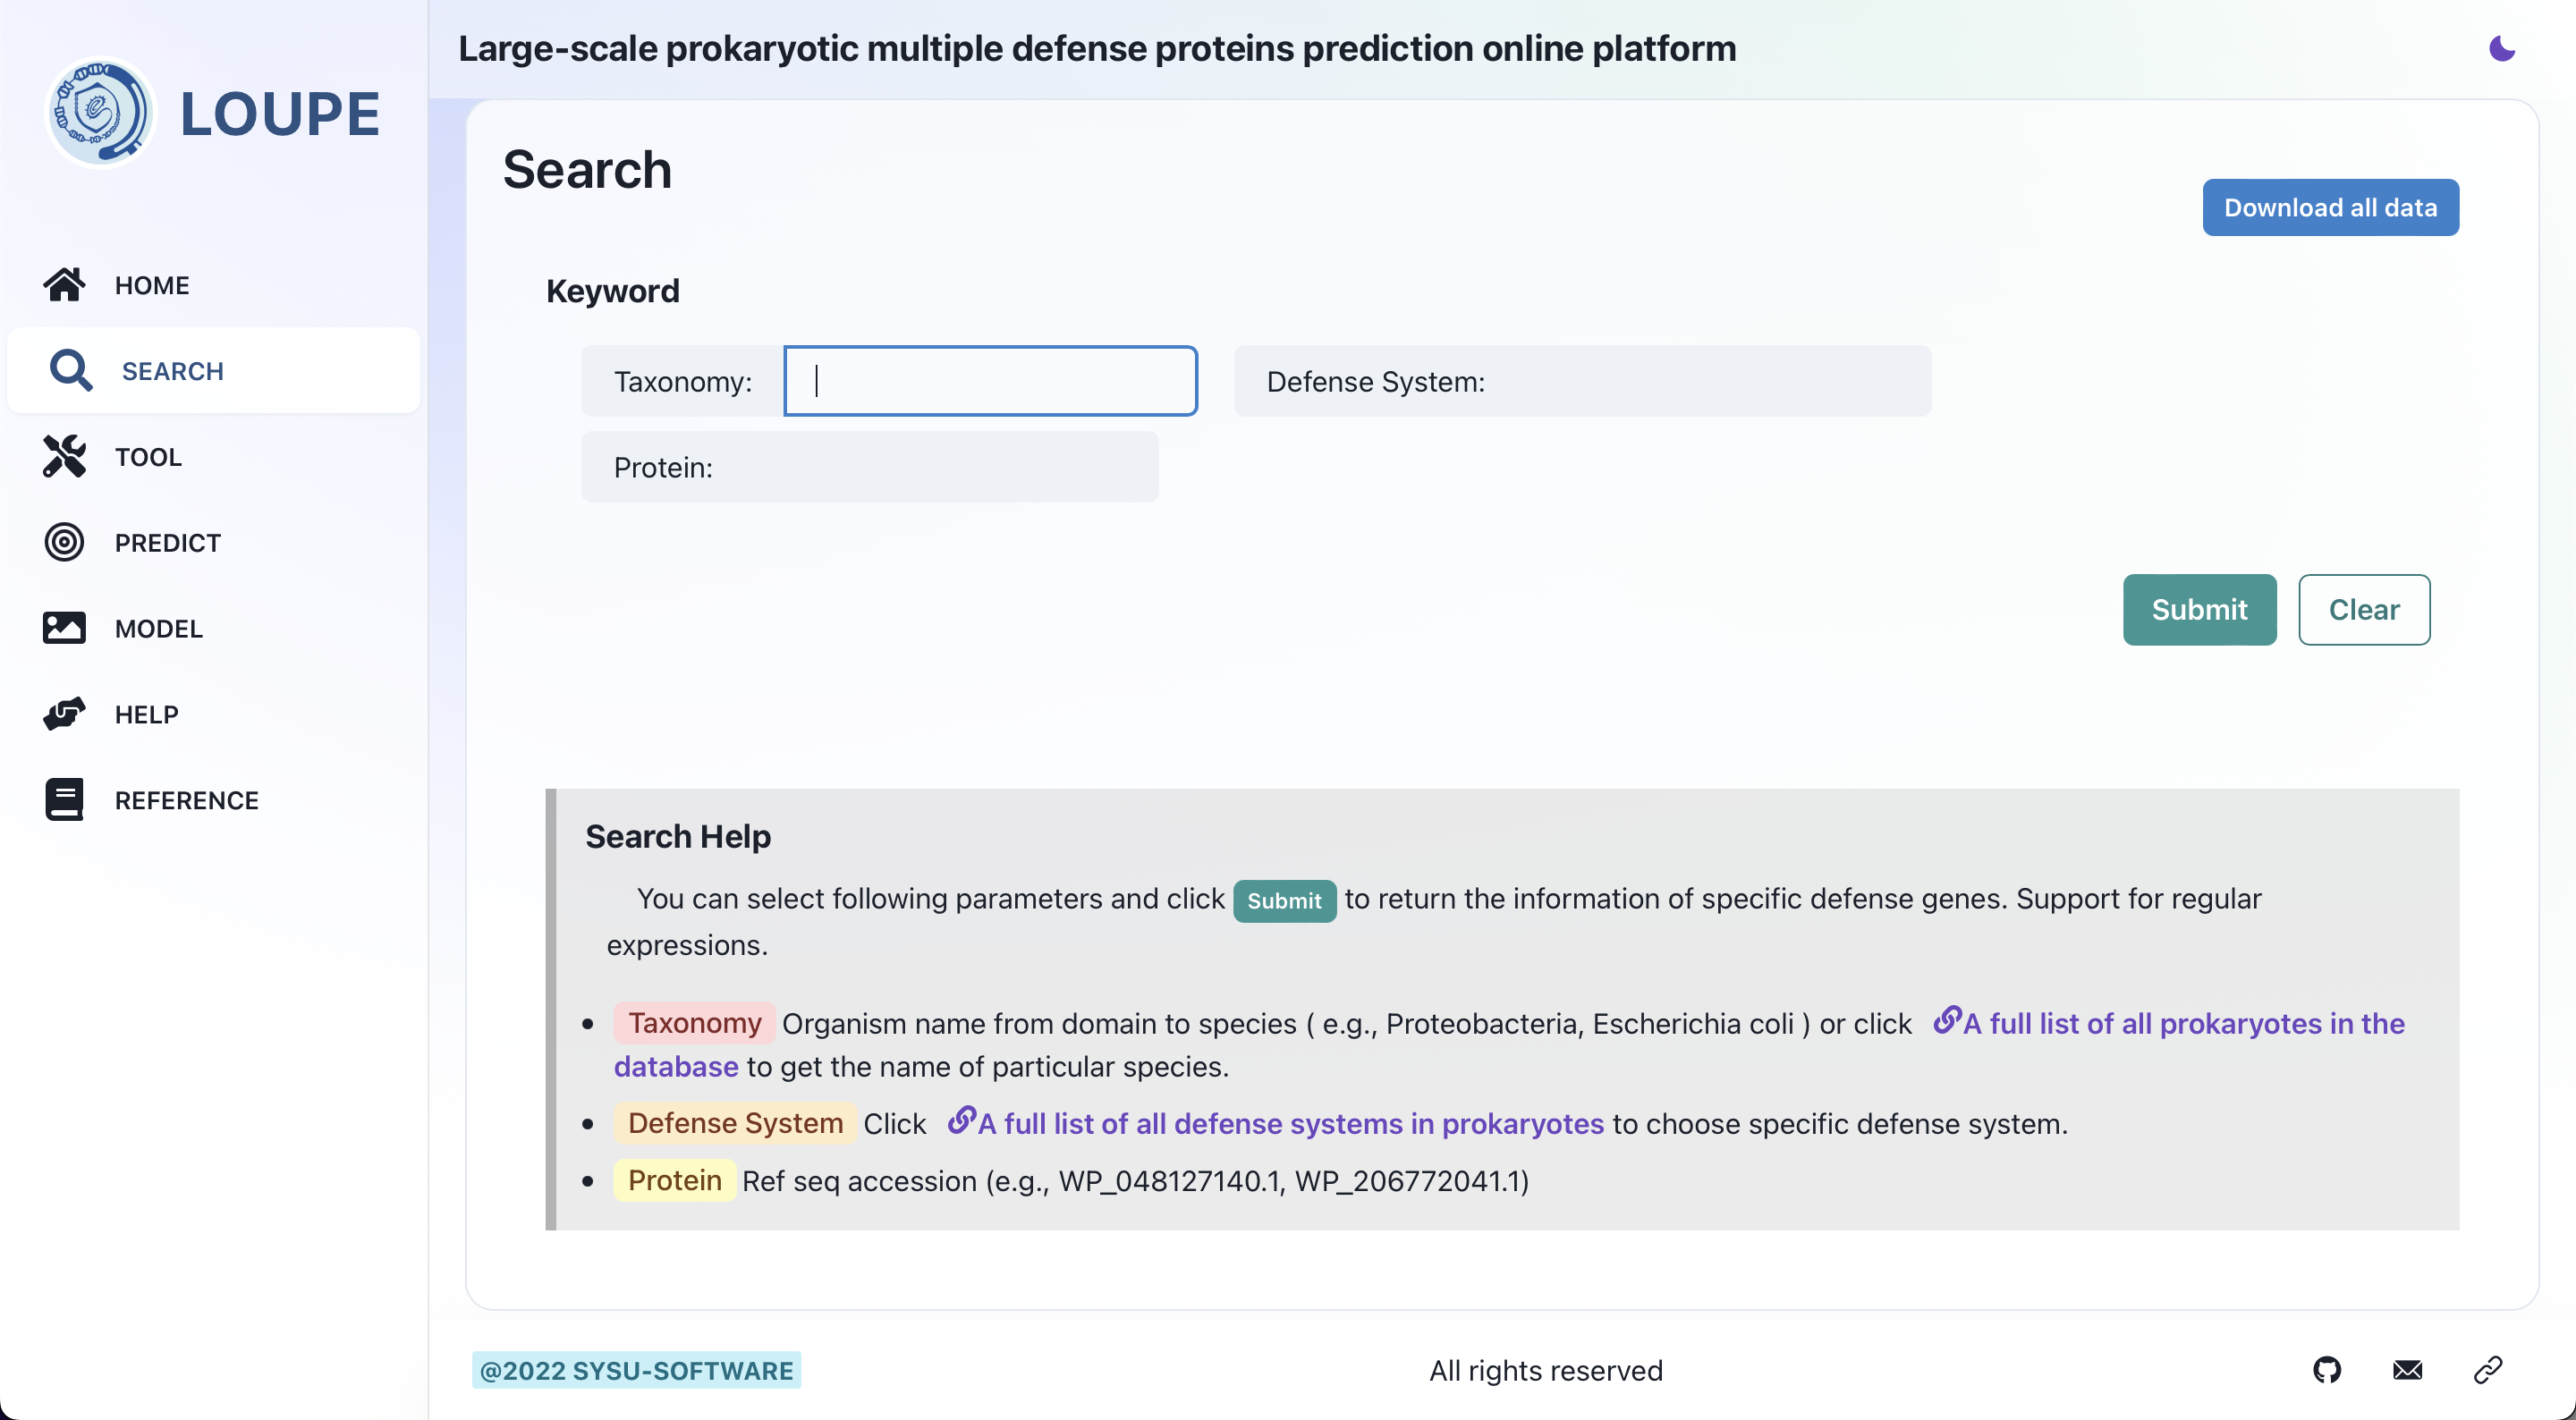 LOUPE
HOME
SEARCH
TOOL
PREDICT
MODEL
HELP
REFERENCE
Large-scale prokaryotic multiple defense proteins prediction online platform
Search
Download all data
Keyword
Taxonomy:
Defense System:
Protein:
Submit
Clear
Search Help
You can select following parameters and click Submit to return the information of specific defense genes. Support for regular
expressions.
Taxonomy Organism name from domain to species ( e.g., Proteobacteria, Escherichia coli ) or click A full list of all prokaryotes in the
database to get the name of particular species.
Defense System Click A full list of all defense systems in prokaryotes to choose specific defense system.
Protein Ref seq accession (e.g., WP_048127140.1, WP_206772041.1)
@2022 SYSU-SOFTWARE
All rights reserved